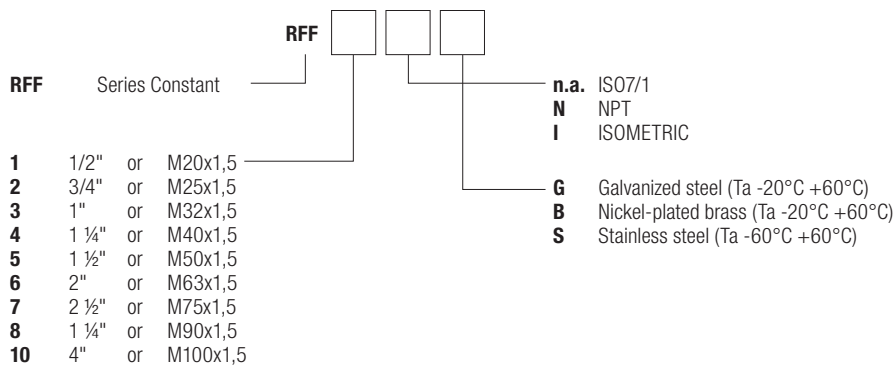 RFF
RFF Series Constant
n.a. ISO7/1
N NPT
I ISOMETRIC
1 1/2" or M20x1,5
2 3/4" or M25x1,5
3 1" or M32x1,5
4 1 ¼" or M40x1,5
5 1 ½" or M50x1,5
6 2" or M63x1,5
7 2 ½" or M75x1,5
8 1 ¼" or M90x1,5
10 4" or M100x1,5
G Galvanized steel (Ta -20°C +60°C)
B Nickel-plated brass (Ta -20°C +60°C)
S Stainless steel (Ta -60°C +60°C)